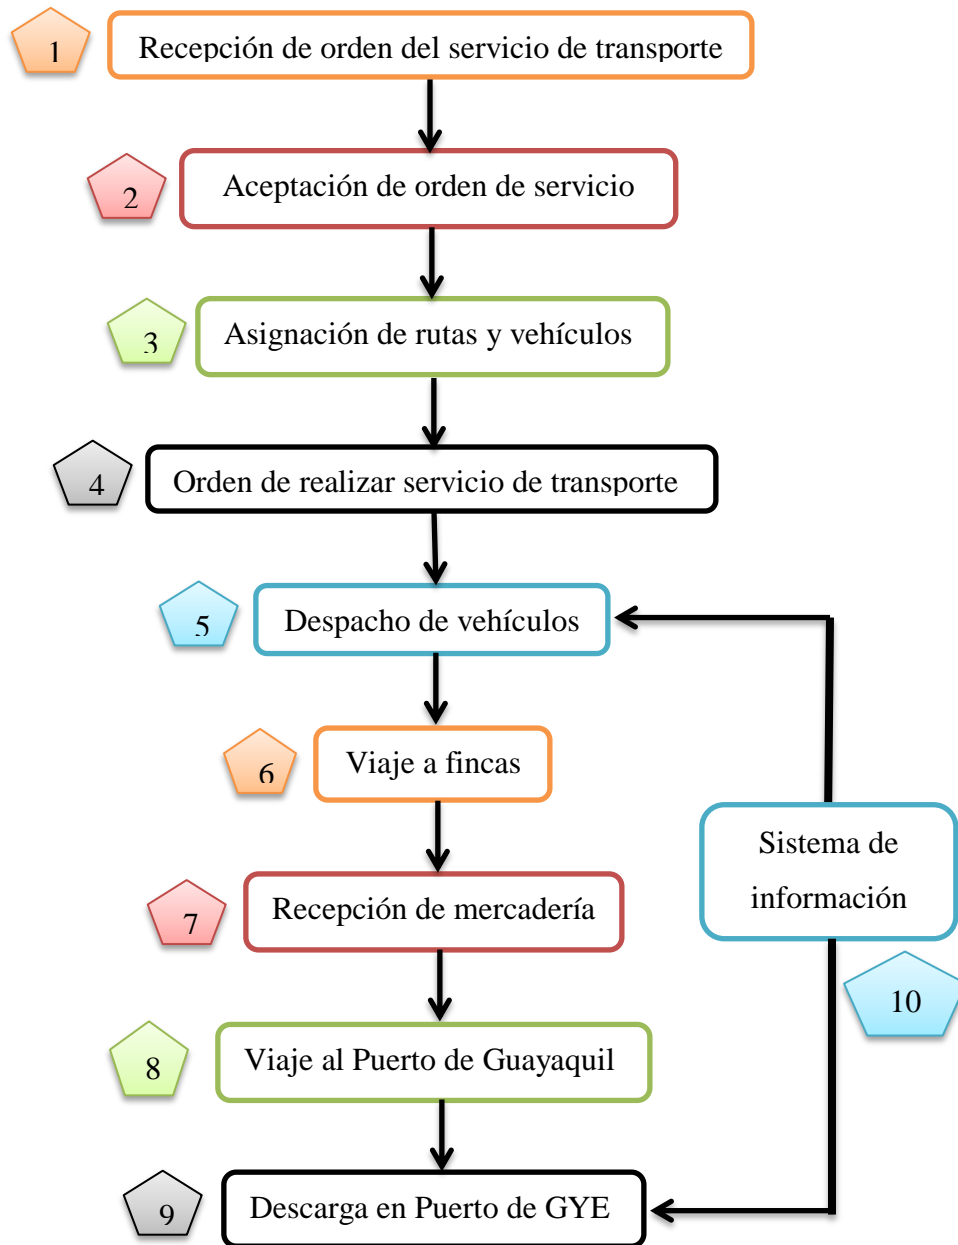 1
Recepción de orden del servicio de transporte
2
Aceptación de orden de servicio
3
Asignación de rutas y vehículos
4
Orden de realizar servicio de transporte
5
Despacho de vehículos
6
Viaje a fincas
Sistema de
información
7
Recepción de mercadería
10
8
Viaje al Puerto de Guayaquil
9
Descarga en Puerto de GYE